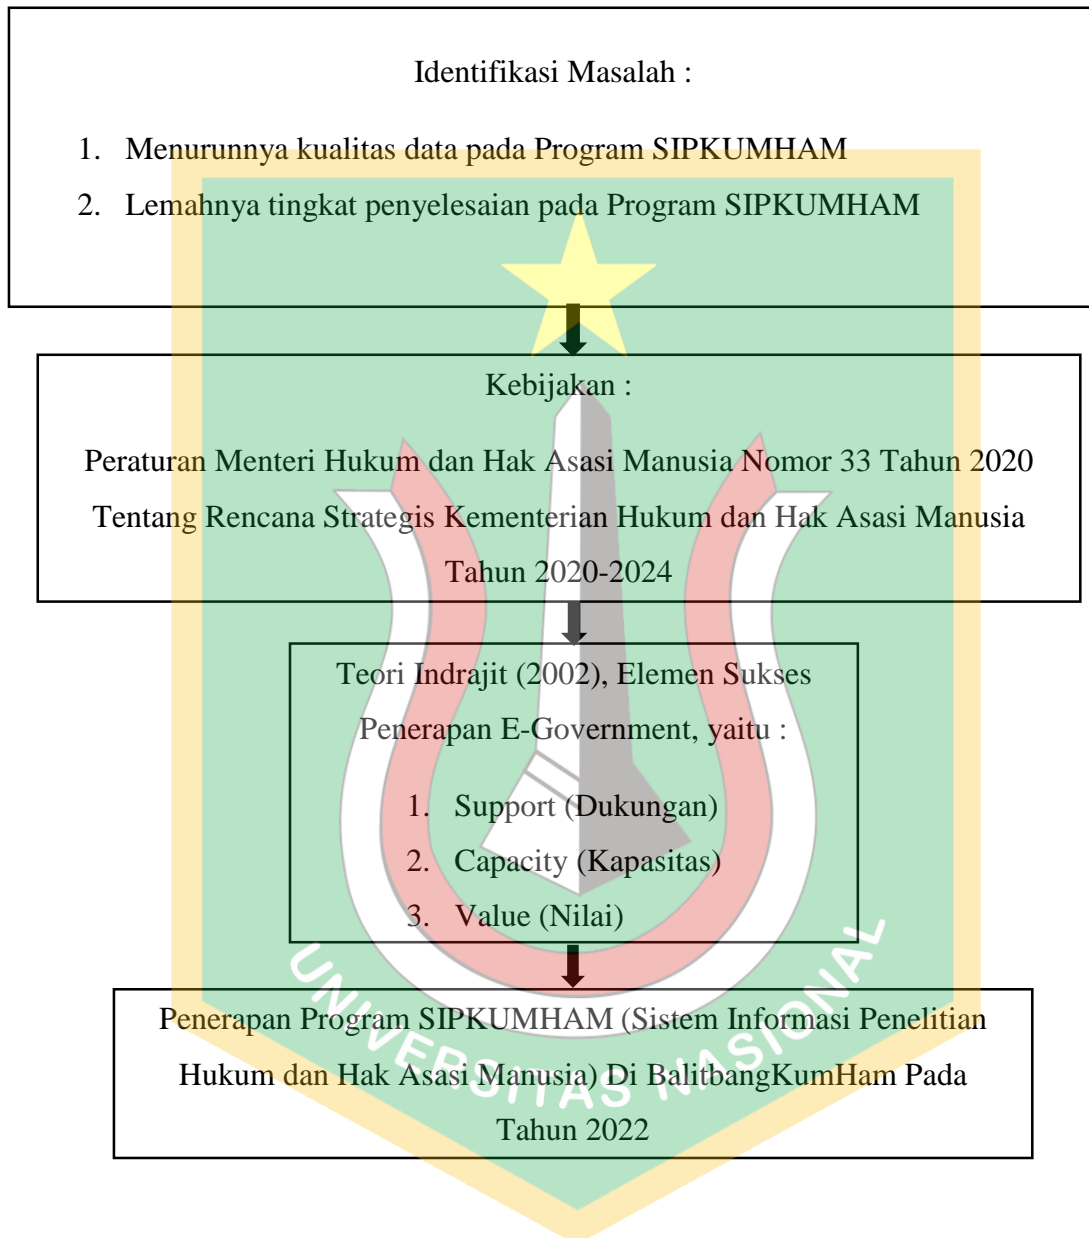 Identifikasi Masalah :
1. Menurunnya kualitas data pada Program SIPKUMHAM
2. Lemahnya tingkat penyelesaian pada Program SIPKUMHAM
Kebijakan :
Peraturan Menteri Hukum dan Hak Asasi Manusia Nomor 33 Tahun 2020
Tentang Rencana Strategis Kementerian Hukum dan Hak Asasi Manusia
Tahun 2020-2024
Teori Indrajit (2002), Elemen Sukses
Penerapan E-Government, yaitu :
1. Support (Dukungan)
2. Capacity (Kapasitas)
3. Value (Nilai)
Penerapan Program SIPKUMHAM (Sistem Informasi Penelitian
Hukum dan Hak Asasi Manusia) Di BalitbangKumHam Pada
Tahun 2022
UNIVERSITAS NASIONAL